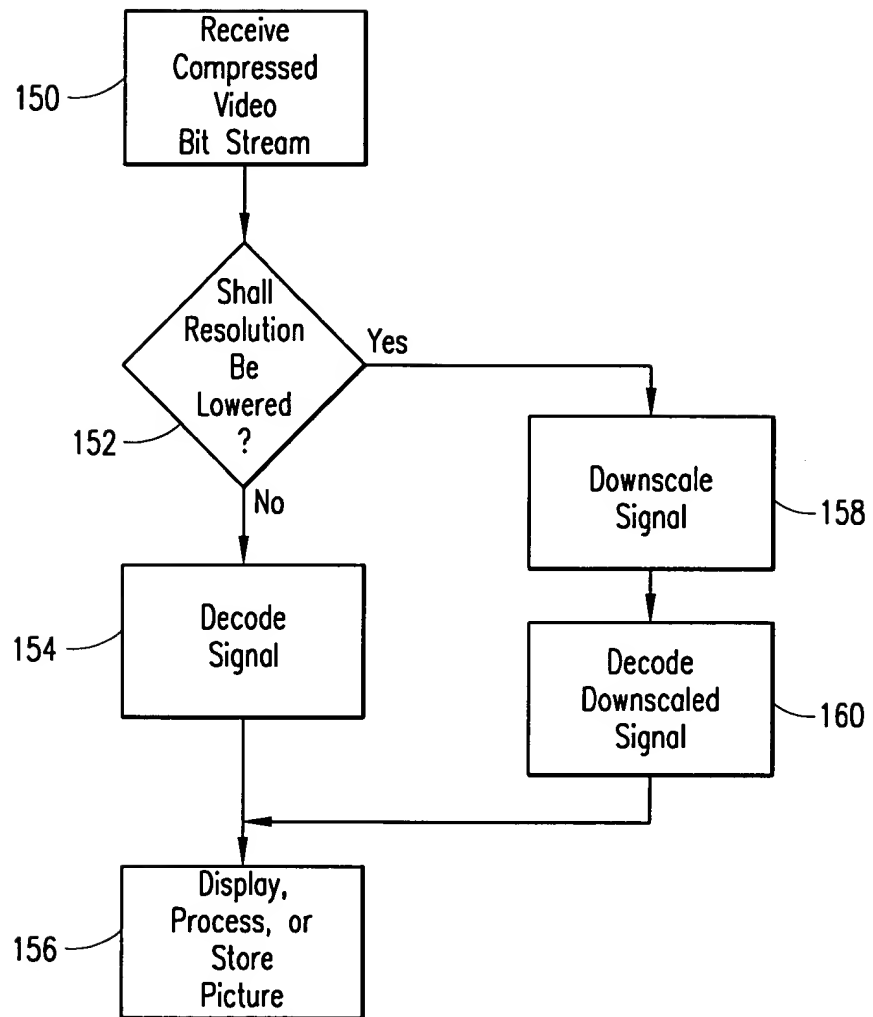 Receive
Compressed
Video
Bit Stream
150
Shall
Resolution
Be
Lowered
?
152
Yes
No
Downscale
Signal
158
Decode
Signal
154
Decode
Downscaled
Signal
160
Display,
Process, or
Store
Picture
156